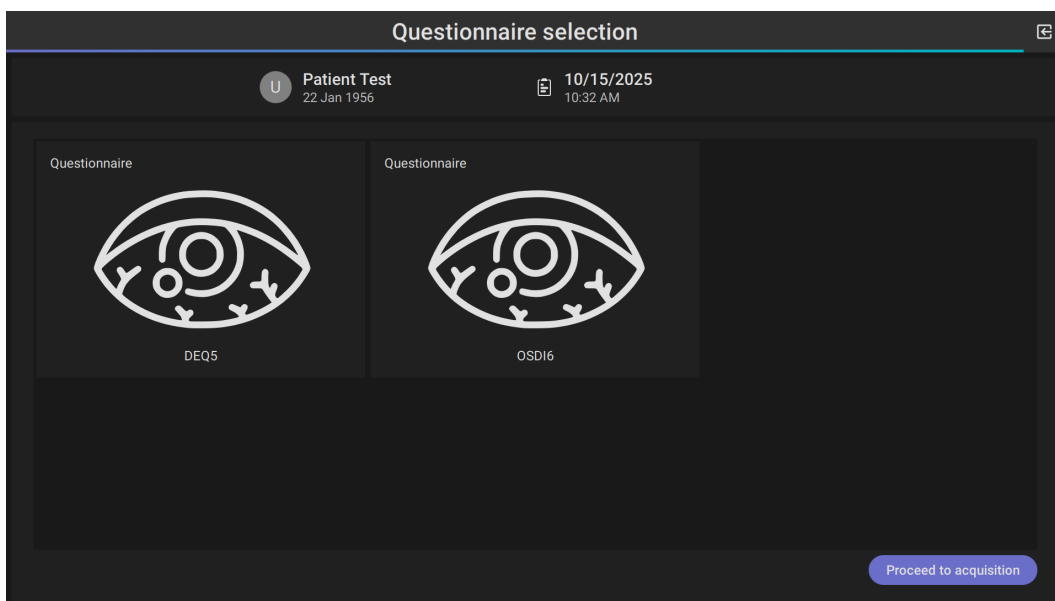 Questionnaire selection
U
Patient Test
22 Jan 1956
10/15/2025
10:32 AM
Questionnaire
DEQ5
Questionnaire
OSDI6
Proceed to acquisition